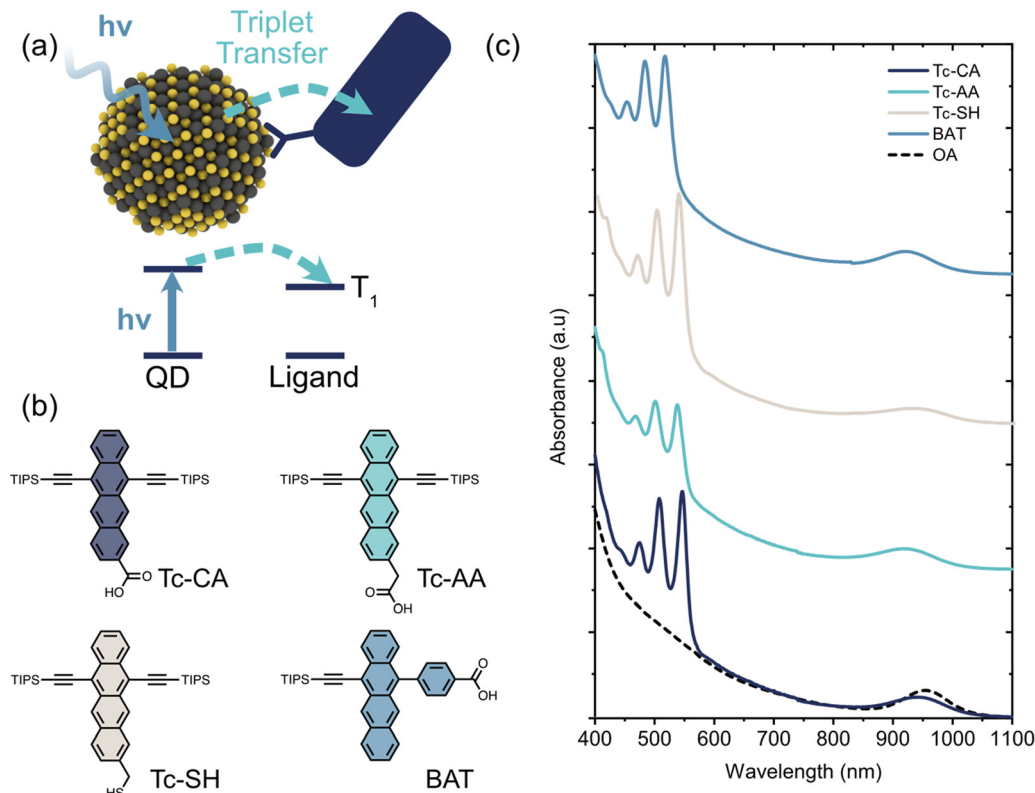 (a)
hν
Triplet
Transfer
hν
T1
QD
Ligand
(b)
TIPS
TIPS
O
HO
Tc-CA
TIPS
TIPS
O
OH
Tc-AA
TIPS
TIPS
HS
Tc-SH
TIPS
O
OH
BAT
(c)
Tc-CA
Tc-AA
Tc-SH
BAT
OA
Absorbance (a.u)
400 500 600 700 800 900 1000 1100
Wavelength (nm)